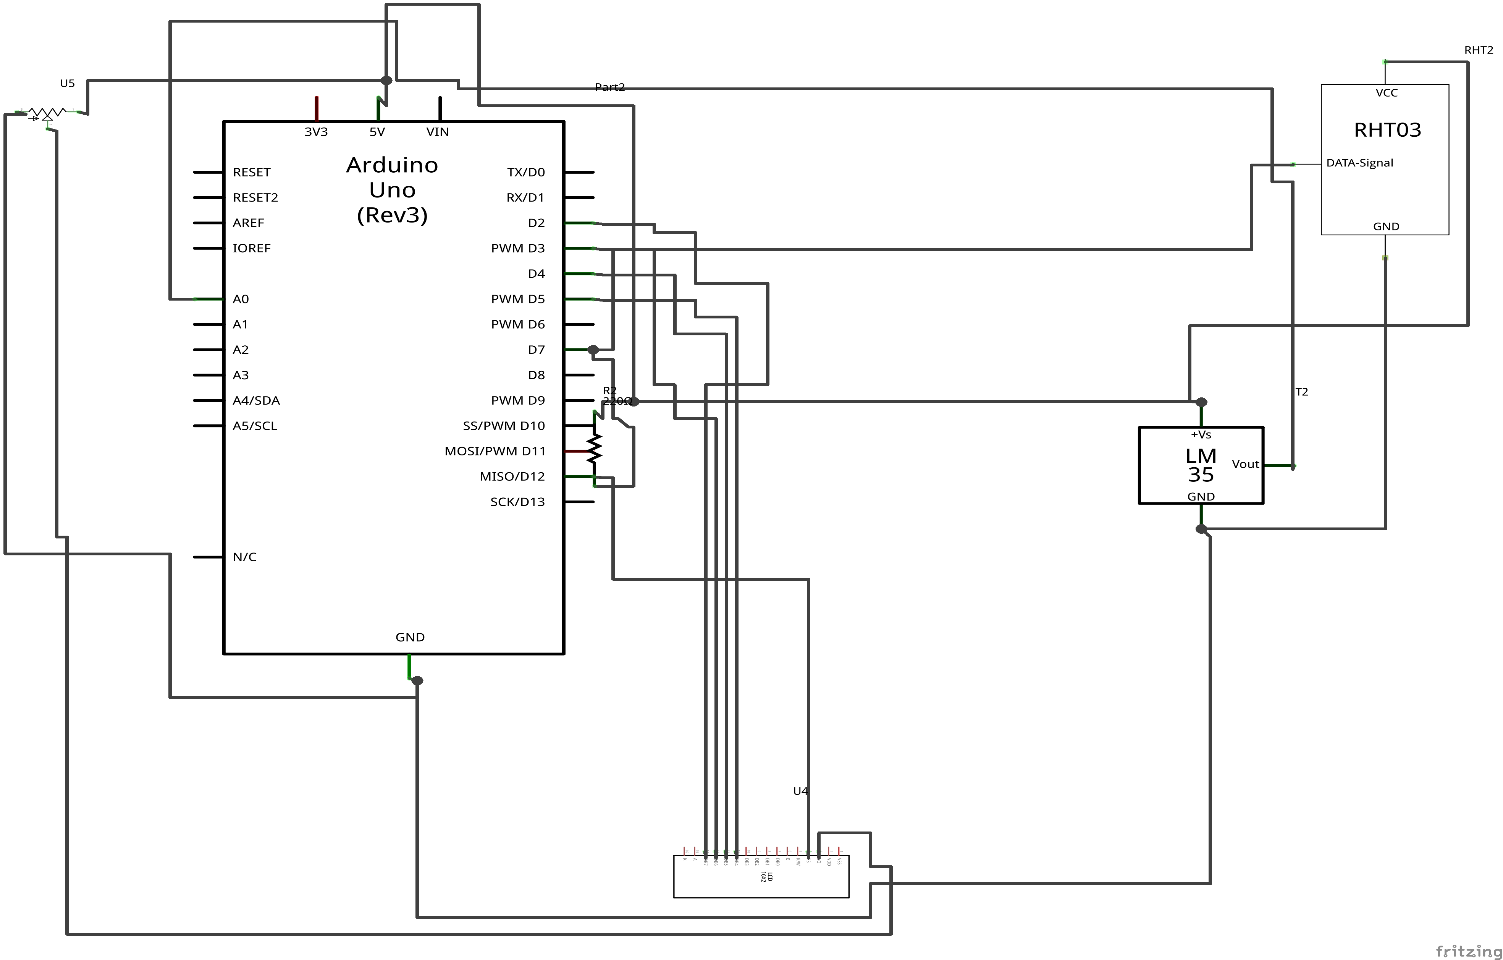 RHT2
U5
Part2
VCC
RHT03
DATA-Signal
GND
3V3
5V
VIN
Arduino
Uno
(Rev3)
RESET
RESET2
AREF
IOREF
A0
A1
A2
A3
A4/SDA
A5/SCL
N/C
GND
TX/D0
RX/D1
D2
PWM D3
D4
PWM D5
PWM D6
D7
D8
PWM D9
SS/PWM D10
MOSI/PWM D11
MISO/D12
SCK/D13
R2
220Ω
T2
+Vs
LM
35
Vout
GND
U4
fritzing